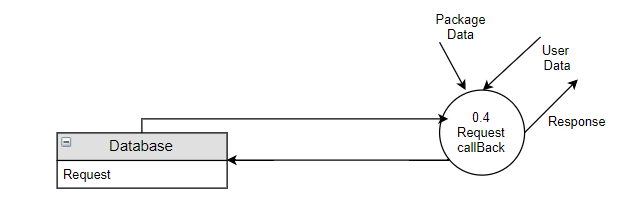 Package
Data
User
Data
0.4
Request
callBack
Response
Database
Request